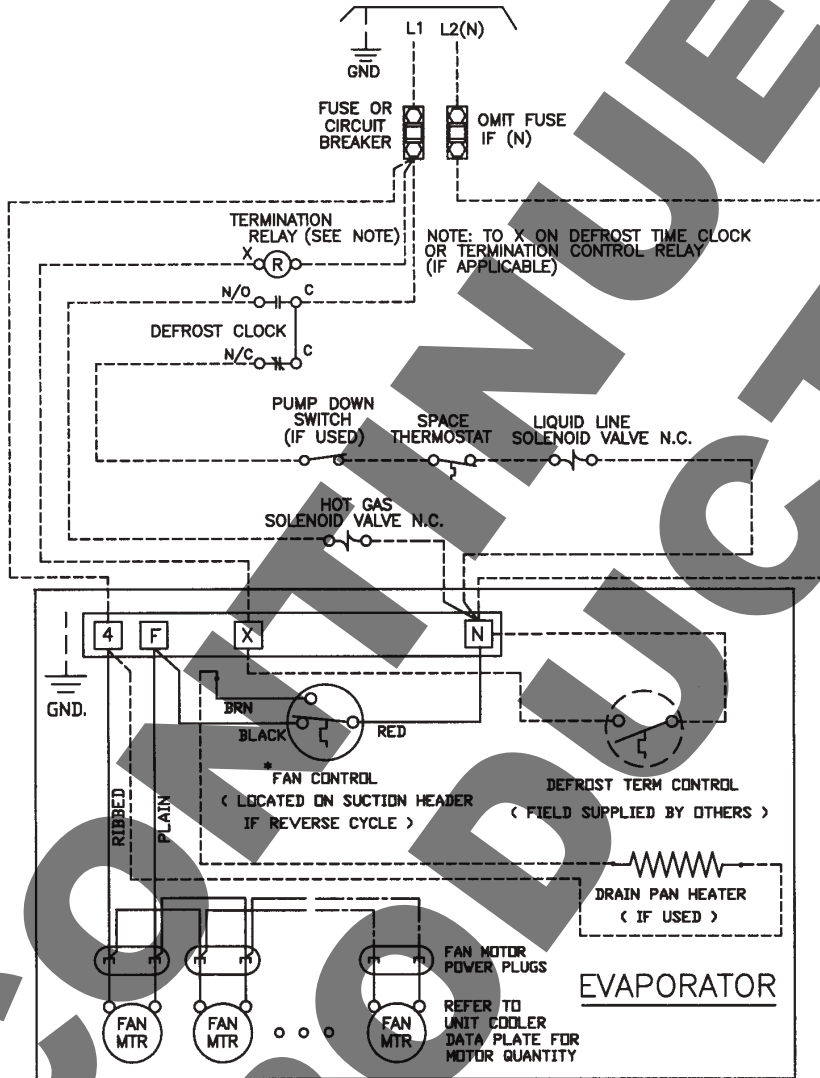 L1 L2(N)
GND
FUSE OR
CIRCUIT
BREAKER
OMIT FUSE
IF (N)
TERMINATION
RELAY (SEE NOTE)
NOTE: TO X ON DEFROST TIME CLOCK
OR TERMINATION CONTROL RELAY
(IF APPLICABLE)
X R
N/O C
DEFROST CLOCK
N/C C
PUMP DOWN
SWITCH
(IF USED)
SPACE
THERMOSTAT
LIQUID LINE
SOLENOID VALVE N.C.
HOT GAS
SOLENOID VALVE N.C.
4 F X N
GND.
BRN
BLACK
RED
* FAN CONTROL
( LOCATED ON SUCTION HEADER
IF REVERSE CYCLE )
DEFROST TERM CONTROL
( FIELD SUPPLIED BY OTHERS )
RIBBED
PLAIN
DRAIN PAN HEATER
( IF USED )
FAN MOTOR
POWER PLUGS
EVAPORATOR
FAN
MTR
FAN
MTR
FAN
MTR
REFER TO
UNIT COOLER
DATA PLATE FOR
MOTOR QUANTITY
CONTINUE
PRODUCT